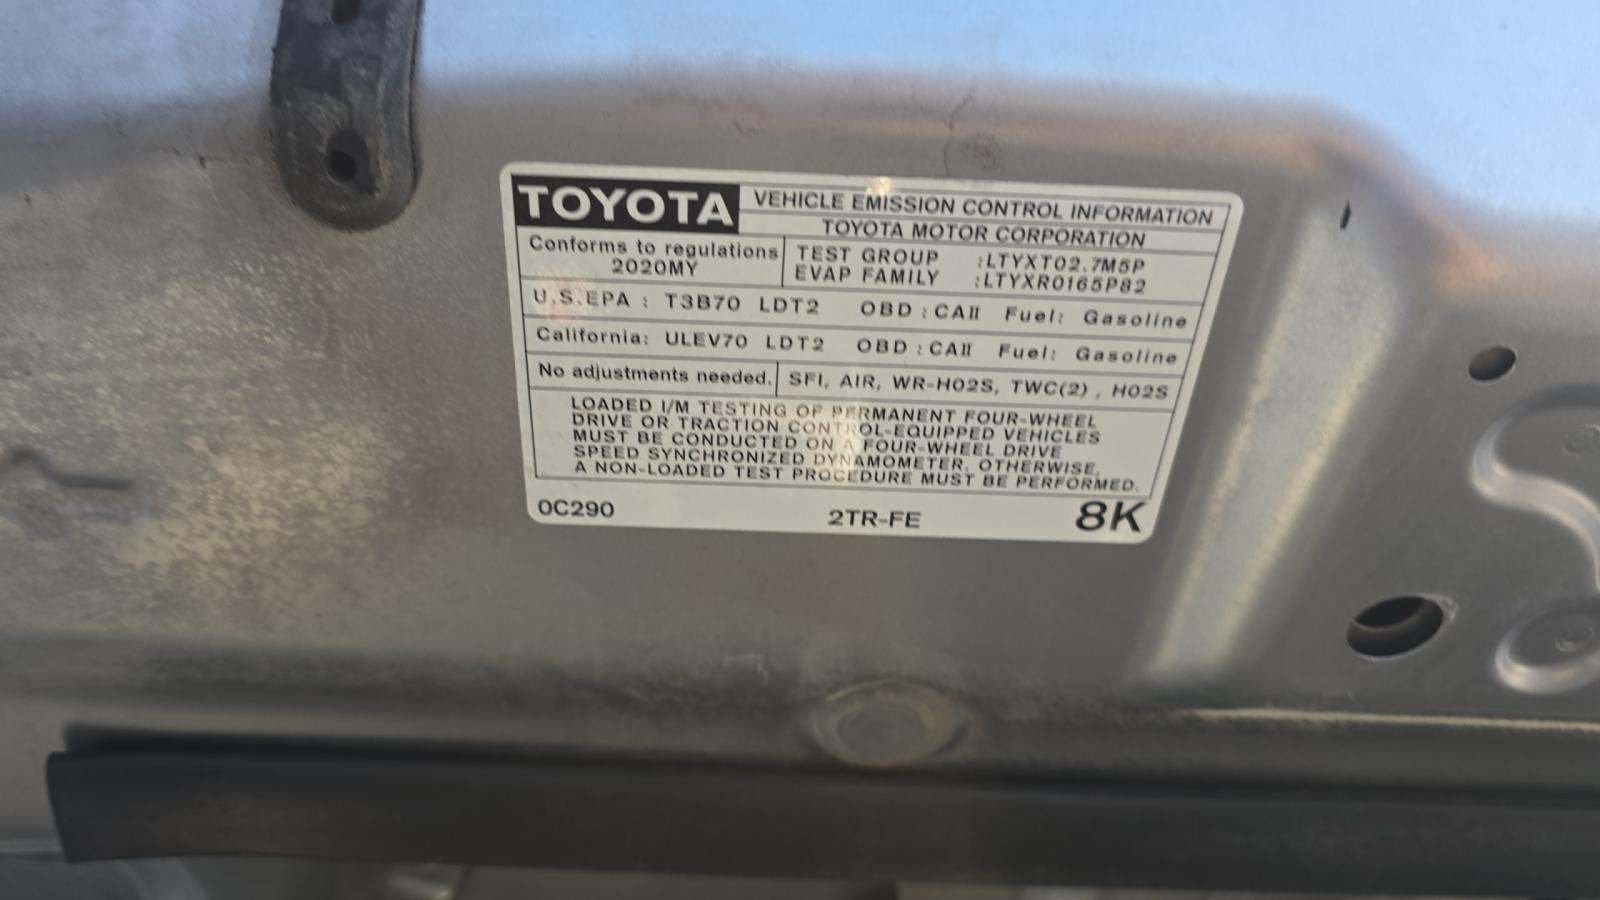 TOYOTA VEHICLE EMISSION CONTROL INFORMATION
TOYOTA MOTOR CORPORATION
Conforms to regulations
2020MY
TEST GROUP :LTYXT02.7M5P
EVAP FAMILY :LTYXR0165P82
U.S.EPA : T3B70 LDT2 OBD : CAII Fuel: Gasoline
California: ULEV70 LDT2 OBD : CAII Fuel: Gasoline
No adjustments needed. SFI, AIR, WR-HO2S, TWC(2) , HO2S
LOADED I/M TESTING OF PERMANENT FOUR-WHEEL
DRIVE OR TRACTION CONTROL-EQUIPPED VEHICLES
MUST BE CONDUCTED ON A FOUR-WHEEL DRIVE
SPEED SYNCHRONIZED DYNAMOMETER. OTHERWISE,
A NON-LOADED TEST PROCEDURE MUST BE PERFORMED.
0C290 2TR-FE 8K